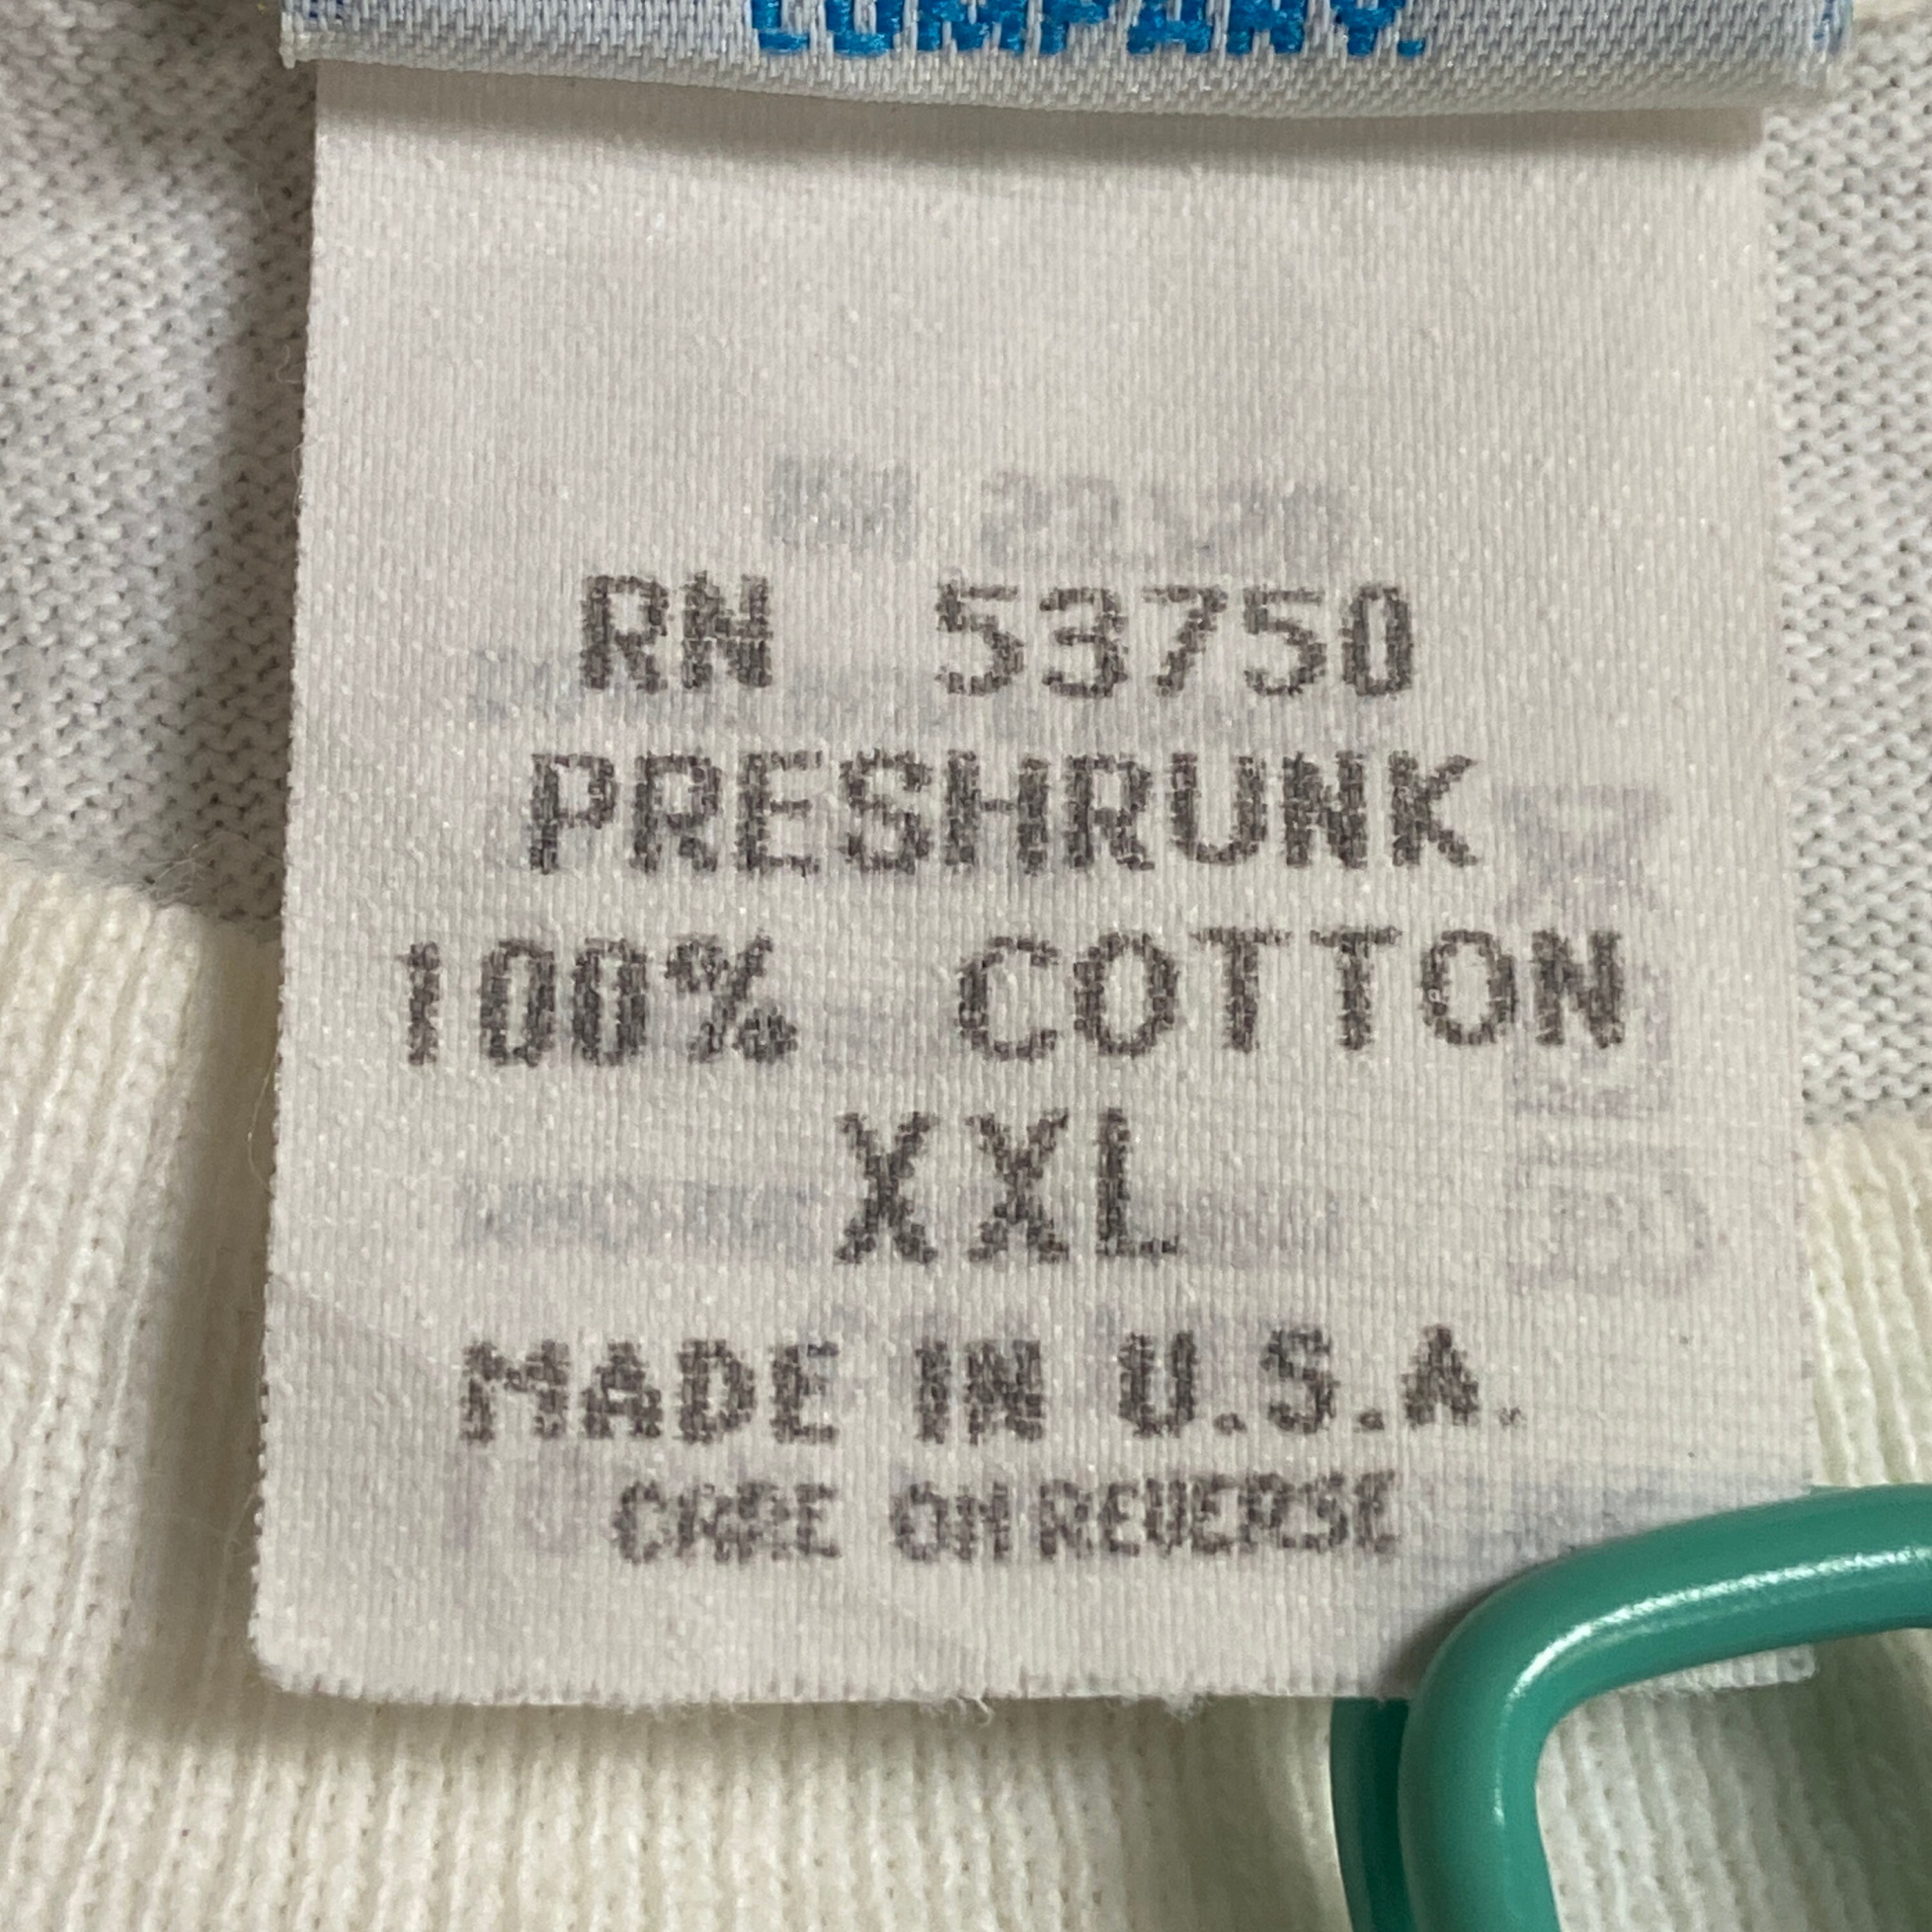 COMPANY.
RN 53750
PRESHRUNK
100% COTTON
XXL
MADE IN U.S.A.
CARE ON REVERSE